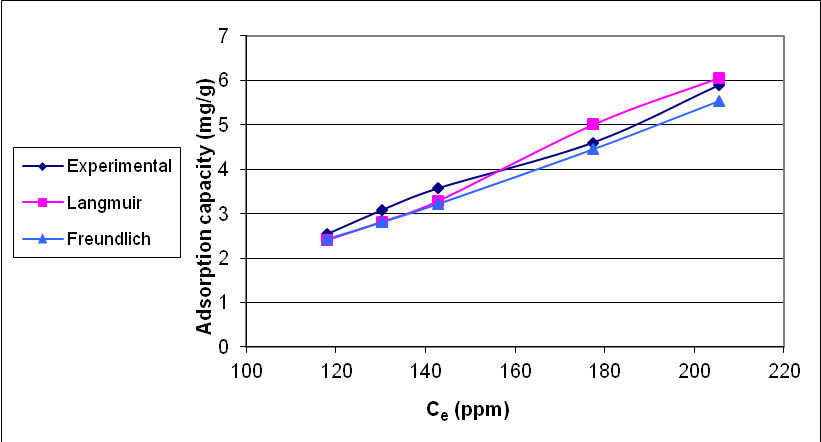 Experimental
Langmuir
Freundlich
Adsorption capacity (mg/g)
7
6
5
4
3
2
1
0
100 120 140 160 180 200 220
Ce (ppm)